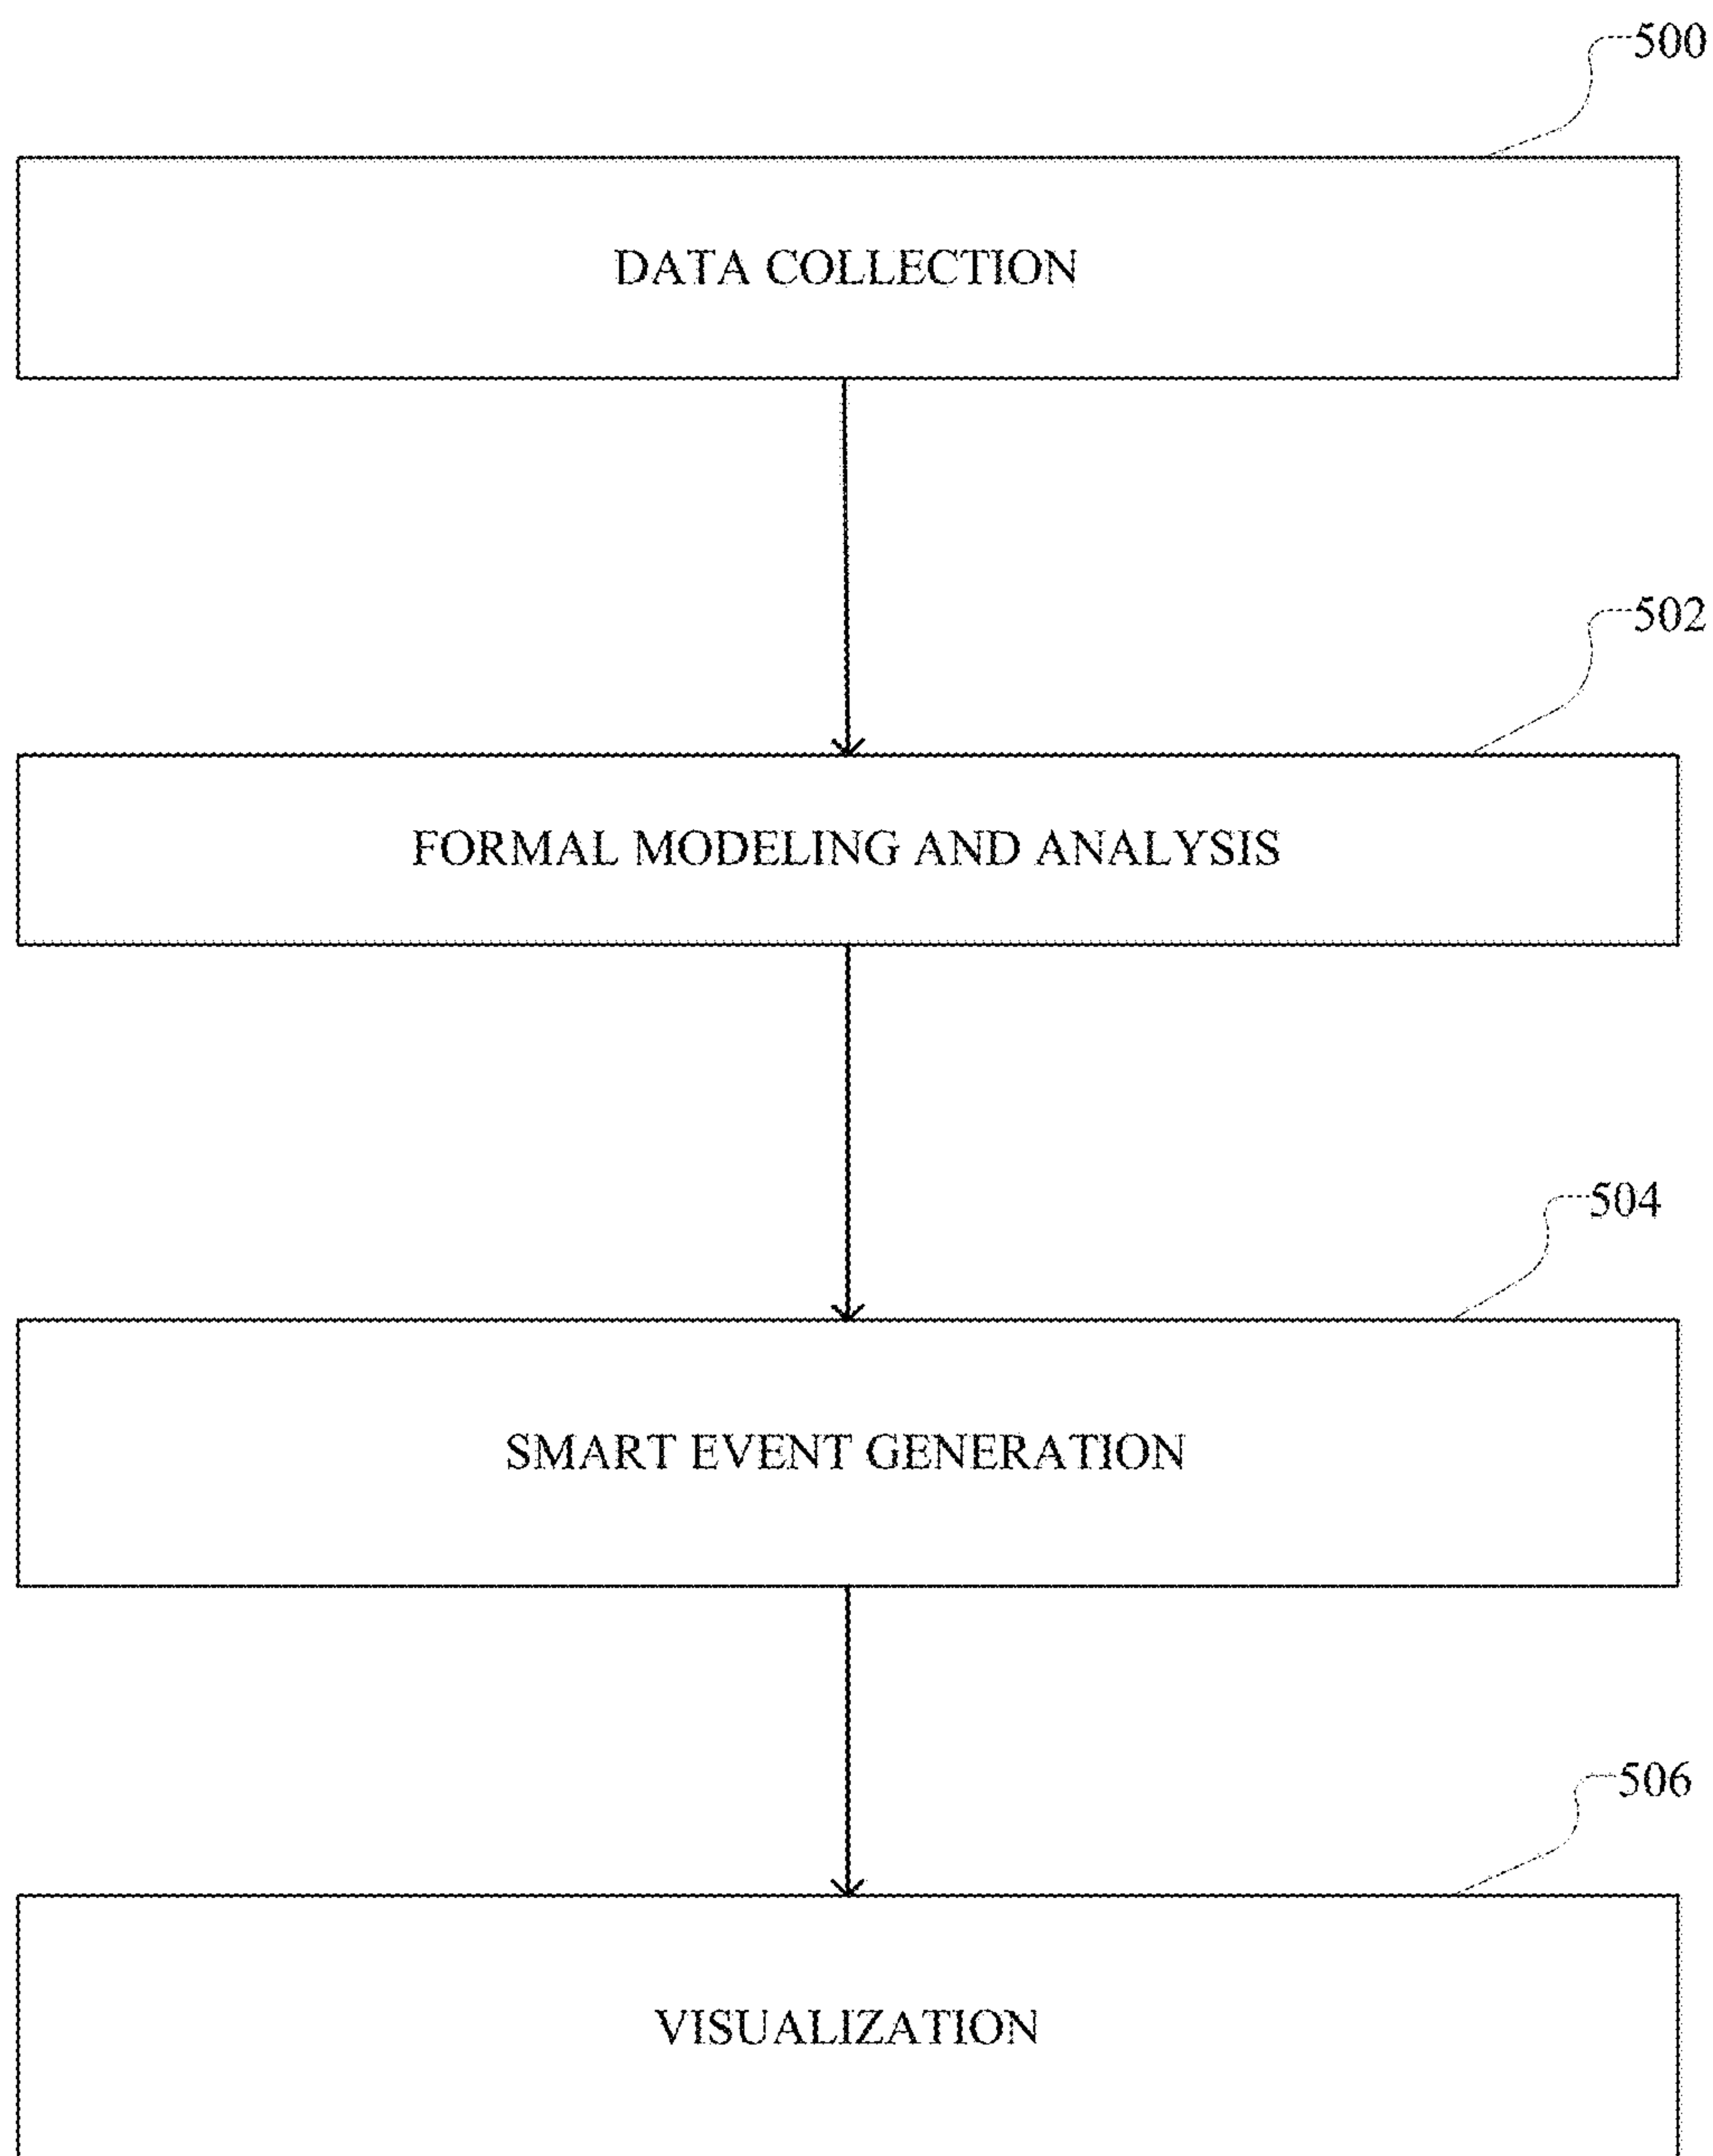 500
DATA COLLECTION
502
FORMAL MODELING AND ANALYSIS
504
SMART EVENT GENERATION
506
VISUALIZATION